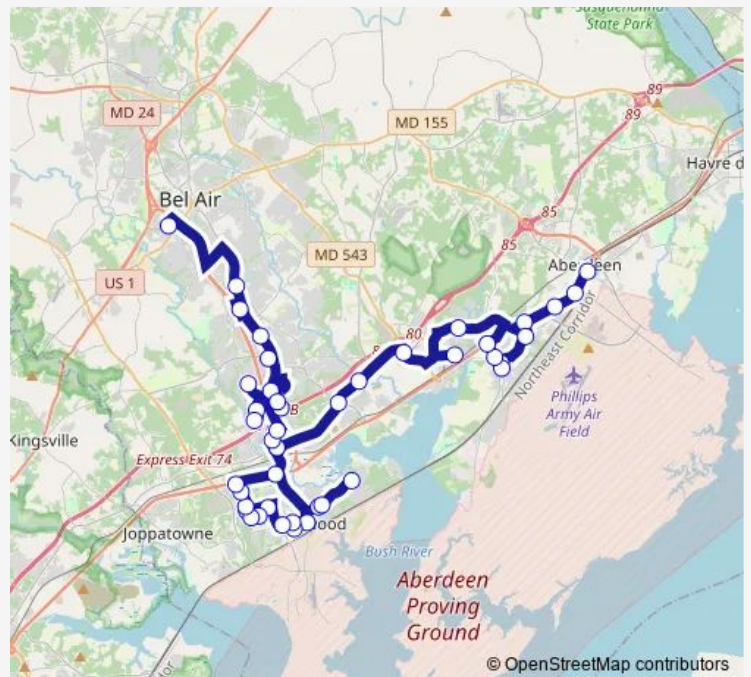 Susquehanna
State Park
89
89
MD 24
MD 155
Havre d
Bel Air
85
85
MD 543
Aberdeen
US 1
80
Northeast Corridor
Phillips
Army Air
Field
B
Kingsville
Express Exit 74
Joppatowne
ood
Bush River
Aberdeen
Proving
Ground
© OpenStreetMap contributors